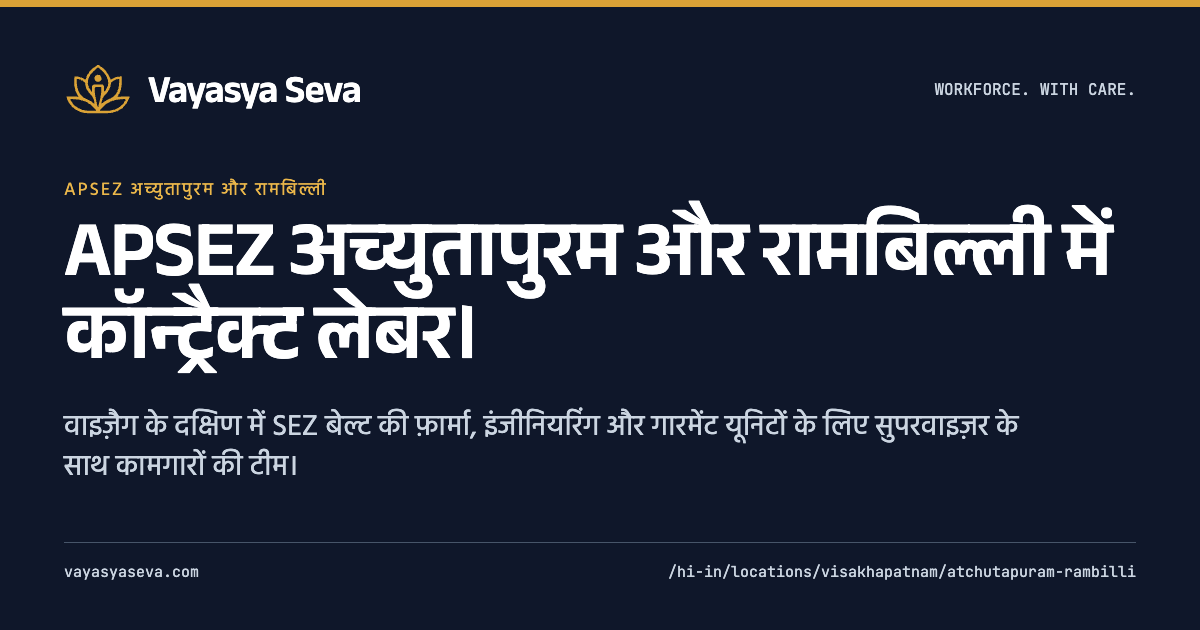 Vayasya Seva
WORKFORCE. WITH CARE.
APSEZ अच्युतापुरम और रामबिल्ली
APSEZ अच्युतापुरम और रामबिल्ली में
कॉन्ट्रैक्ट लेबर।
वाइज़ैग के दक्षिण में SEZ बेल्ट की फ़ार्मा, इंजीनियरिंग और गारमेंट यूनिटों के लिए सुपरवाइज़र के
साथ कामगारों की टीम।
vayasyaseva.com
/hi-in/locations/visakhapatnam/atchutapuram-rambilli